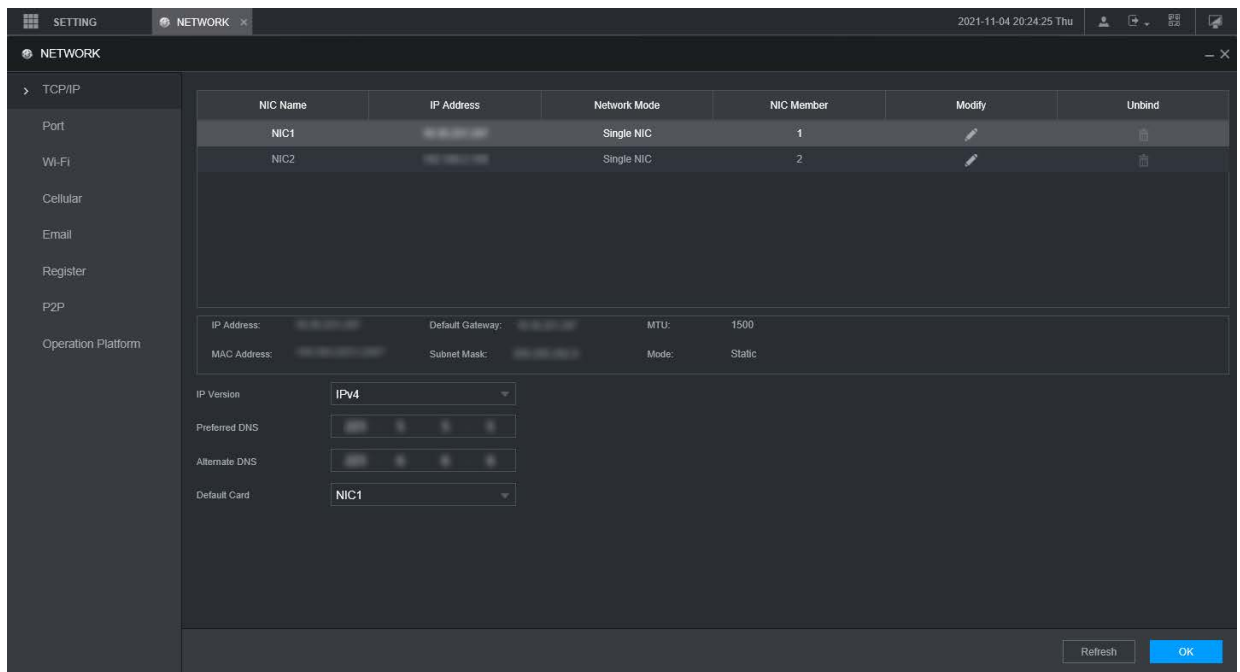 SETTING NETWORK × 2021-11-04 20:24:25 Thu
NETWORK
TCP/IP
Port
Wi-Fi
Cellular
Email
Register
P2P
Operation Platform
NIC Name IP Address Network Mode NIC Member Modify Unbind
NIC1 Single NIC 1
NIC2 Single NIC 2
IP Address: Default Gateway: MTU: 1500
MAC Address: Subnet Mask: Mode: Static
IP Version IPv4
Preferred DNS
Alternate DNS
Default Card NIC1
Refresh OK